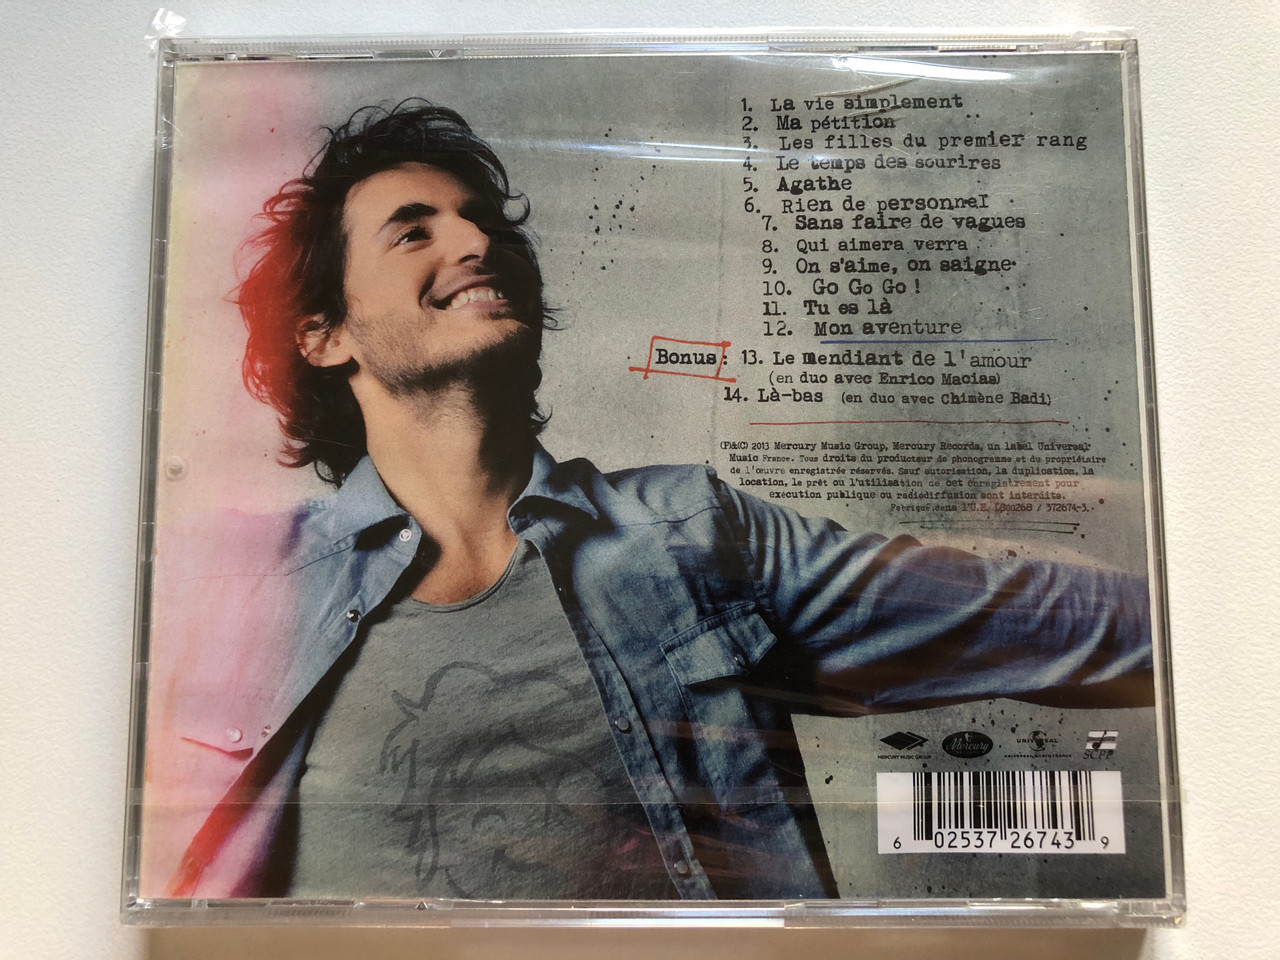 1. La vie simplement
2. Ma pétition
3. Les filles du premier rang
4. Le temps des sourires
5. Agathe
6. Rien de personnel
7. Sans faire de vagues
8. Qui aimera verra
9. On s'aime, on saigne
10. Go Go Go !
11. Tu es là
12. Mon aventure
Bonus : 13. Le mendiant de l'amour
(en duo avec Enrico Macias)
14. Là-bas (en duo avec Chimène Badi)
(P)&(C) 2013 Mercury Music Group, Mercury Records, un label Universal
Music France. Tous droits du producteur de phonogramme et du propriétaire
de l'œuvre enregistrée réservés. Sauf autorisation, la duplication, la
location, le prêt ou l'utilisation de cet enregistrement pour
exécution publique ou radiodiffusion sont interdits.
Fabriqué dans l'U.E. LC00268 / 372674-3.
MERCURY MUSIC GROUP Mercury UNIVERSAL SCPP
UNIVERSAL MUSIC FRANCE
6 02537 26743 9